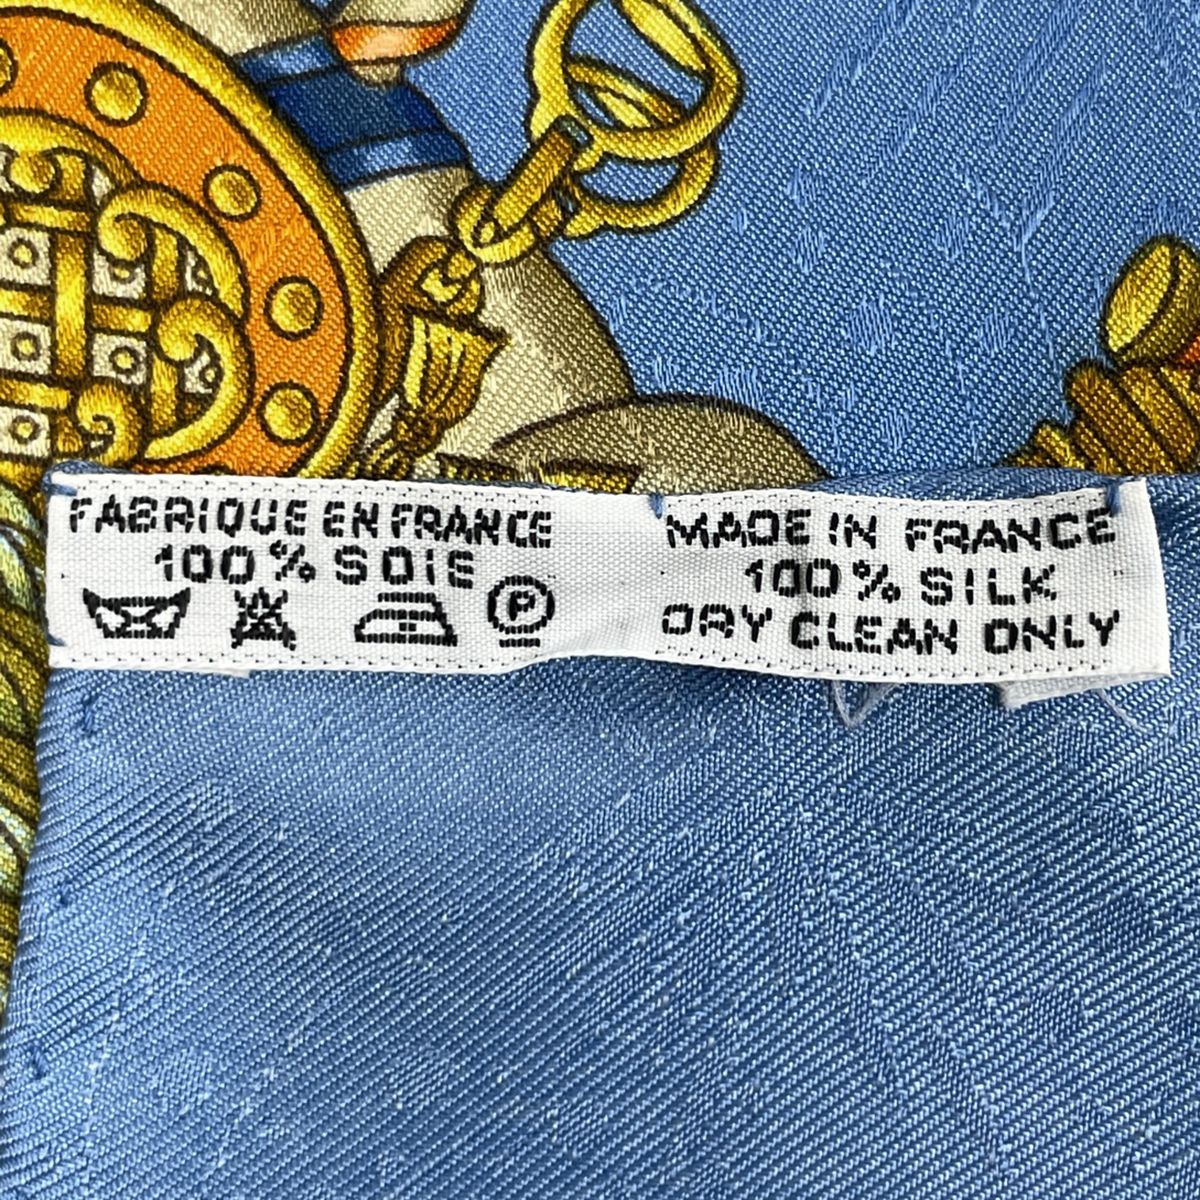 FABRIQUE EN FRANCE
100% SOIE
P
MADE IN FRANCE
100% SILK
DRY CLEAN ONLY